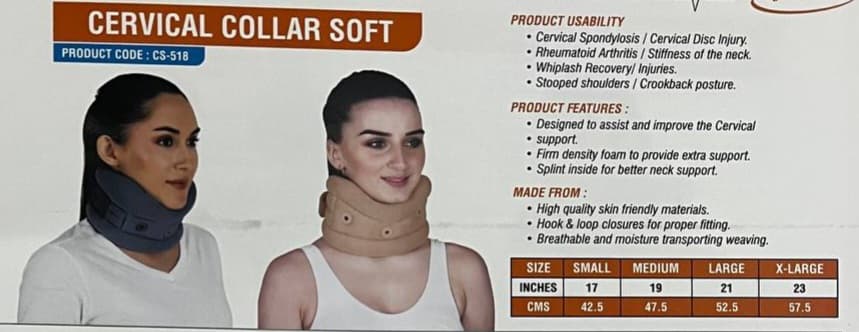 CERVICAL COLLAR SOFT
PRODUCT CODE : CS-518
PRODUCT USABILITY
• Cervical Spondylosis / Cervical Disc Injury.
• Rheumatoid Arthritis / Stiffness of the neck.
• Whiplash Recovery/ Injuries.
• Stooped shoulders / Crookback posture.
PRODUCT FEATURES :
• Designed to assist and improve the Cervical
• support.
• Firm density foam to provide extra support.
• Splint inside for better neck support.
MADE FROM :
• High quality skin friendly materials.
• Hook & loop closures for proper fitting.
• Breathable and moisture transporting weaving.
SIZE SMALL MEDIUM LARGE X-LARGE
INCHES 17 19 21 23
CMS 42.5 47.5 52.5 57.5